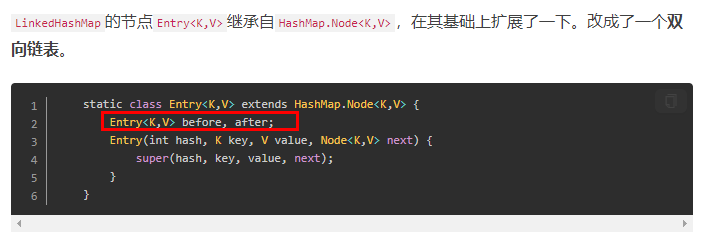 LinkedHashMap 的节点 Entry<K,V> 继承自 HashMap.Node<K,V> ，在其基础上扩展了一下。改成了一个双
向链表。
1 static class Entry<K,V> extends HashMap.Node<K,V> {
2 Entry<K,V> before, after;
3 Entry(int hash, K key, V value, Node<K,V> next) {
4 super(hash, key, value, next);
5 }
6 }